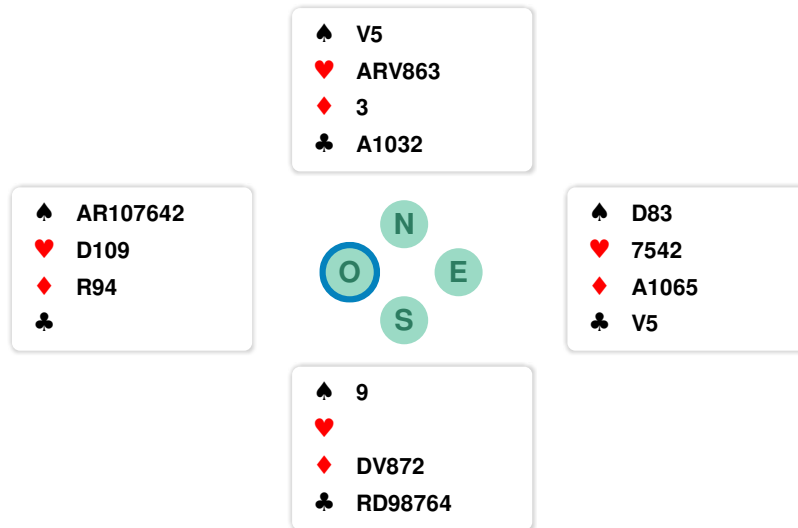 ♠ V5
♥ ARV863
♦ 3
♣ A1032
♠ AR107642
♥ D109
♦ R94
♣
N
O
E
S
♠ D83
♥ 7542
♦ A1065
♣ V5
♠ 9
♥
♦ DV872
♣ RD98764